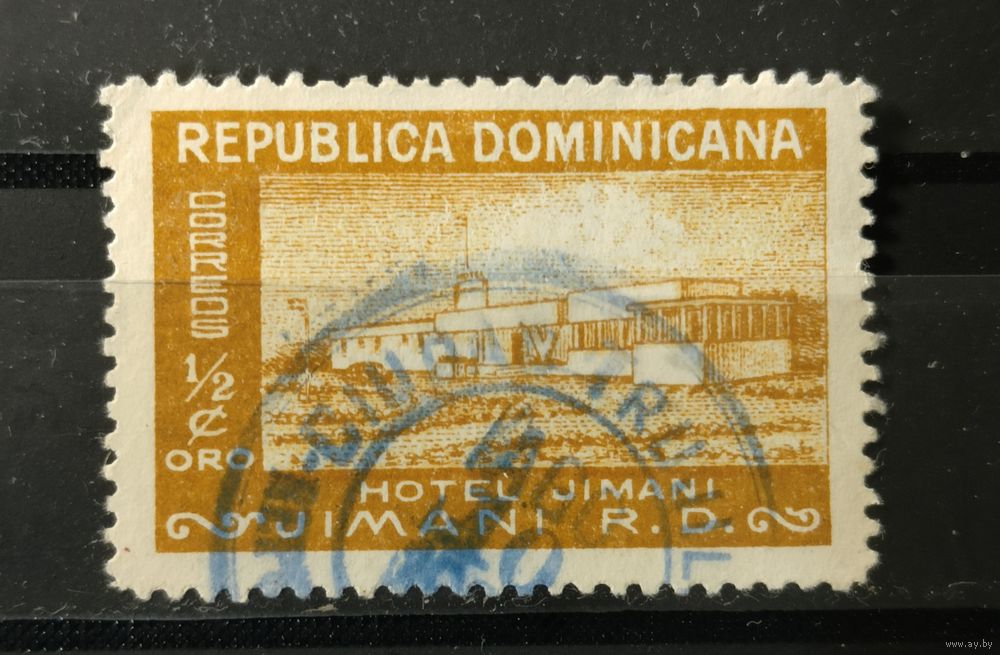 REPUBLICA DOMINICANA
CORREOS
1/2
¢
ORO
HOTEL JIMANI
JIMANI R.D.
www.ay.by